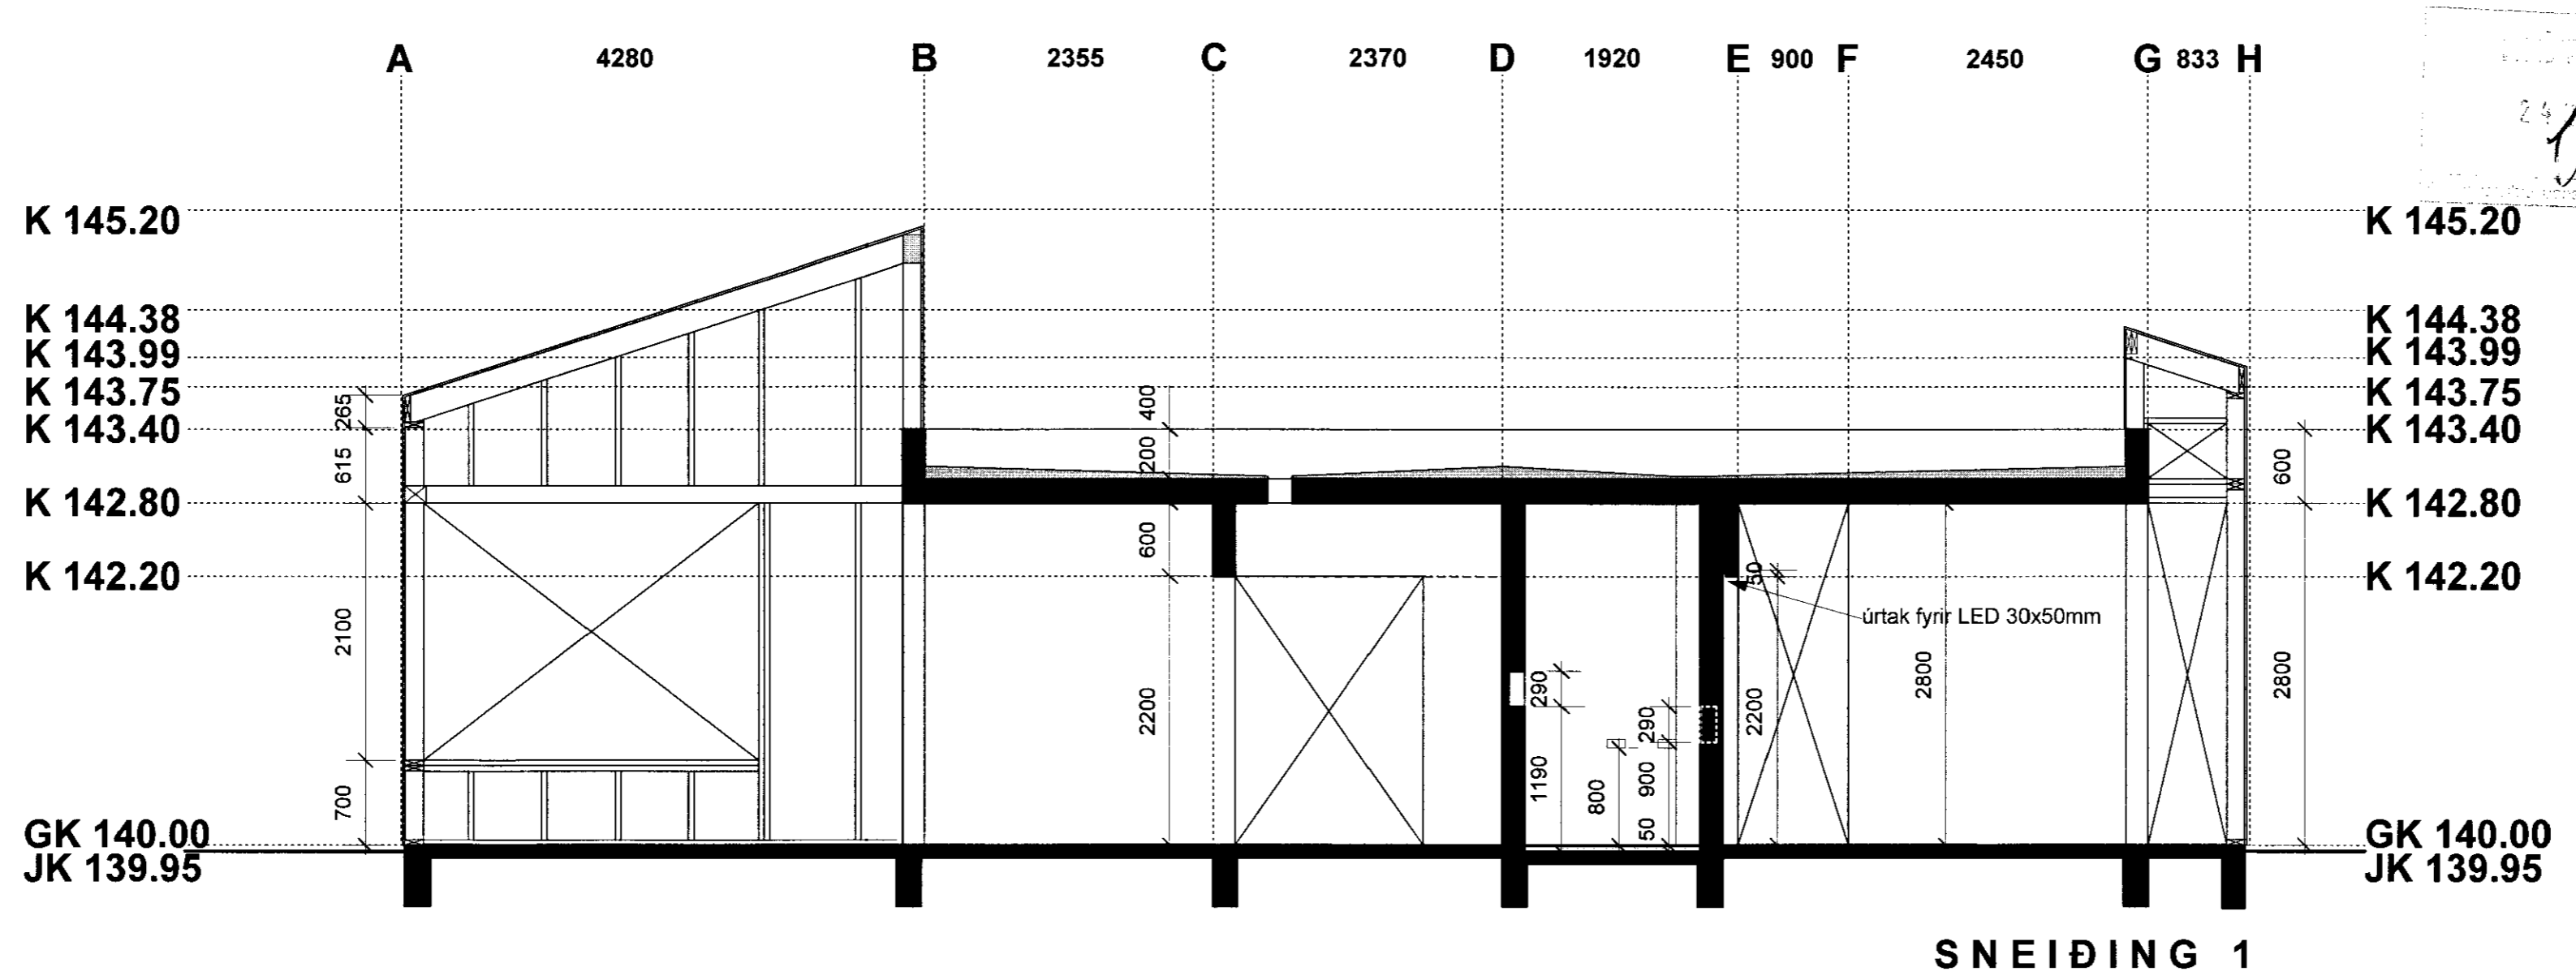 A 4280 B 2355 C 2370 D 1920 E 900 F 2450 G 833 H
24
K 145.20 K 145.20
K 144.38 K 144.38
K 143.99 K 143.99
K 143.75 K 143.75
K 143.40 K 143.40
K 142.80 K 142.80
K 142.20 K 142.20
GK 140.00 GK 140.00
JK 139.95 JK 139.95
265
615
2100
700
400
200
600
2200
290
1190
800
290
900
50
2200
50
úrtak fyrir LED 30x50mm
2800
600
2800
SNEIÐING 1